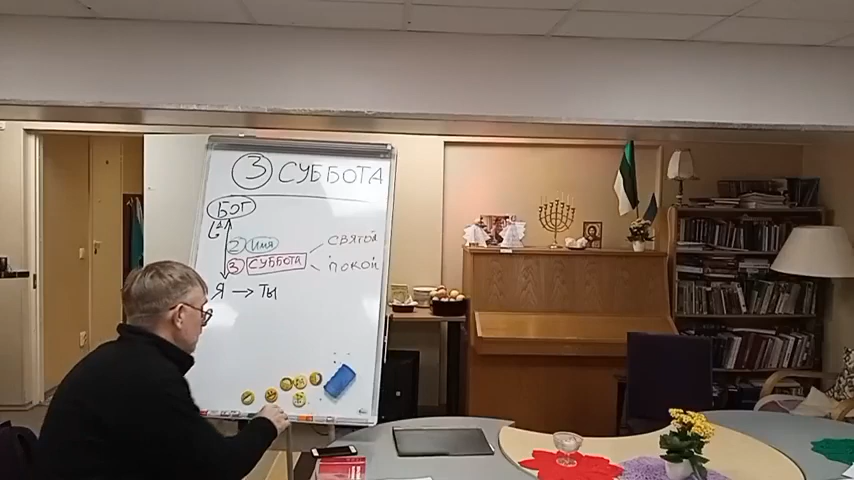 ③ СУББОТА
БОГ
② Имя
③ СУББОТА
СВЯТОЙ
ПОКОЙ
Я → ТЫ